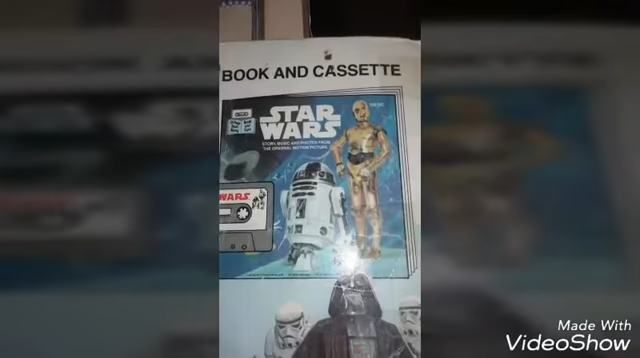 BOOK AND CASSETTE
STAR
WARS
STORY, MUSIC AND PHOTOS FROM
THE ORIGINAL MOTION PICTURE
WARS
Made With
VideoShow